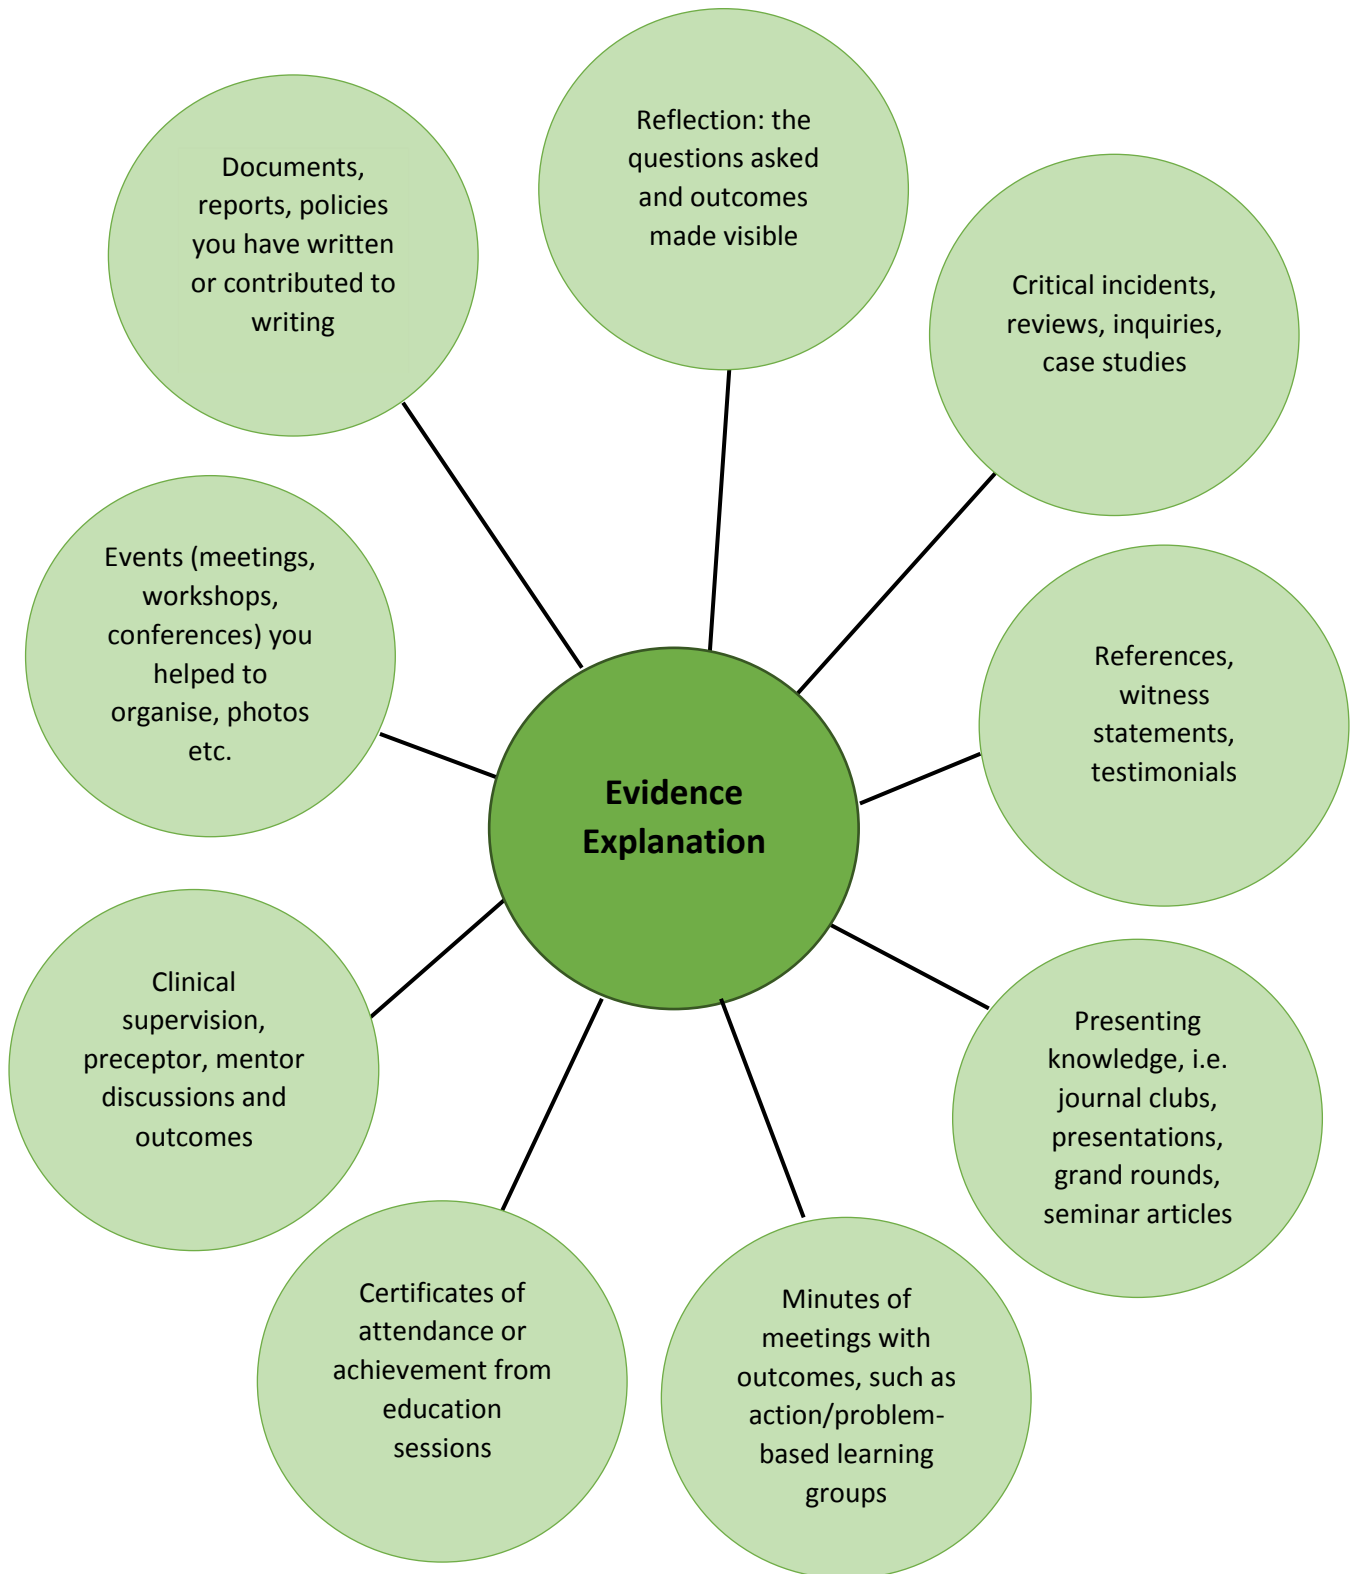 Reflection: the
questions asked
and outcomes
made visible
Documents,
reports, policies
you have written
or contributed to
writing
Critical incidents,
reviews, inquiries,
case studies
Events (meetings,
workshops,
conferences) you
helped to
organise, photos
etc.
References,
witness
statements,
testimonials
Evidence
Explanation
Clinical
supervision,
preceptor, mentor
discussions and
outcomes
Presenting
knowledge, i.e.
journal clubs,
presentations,
grand rounds,
seminar articles
Certificates of
attendance or
achievement from
education
sessions
Minutes of
meetings with
outcomes, such as
action/problem-
based learning
groups